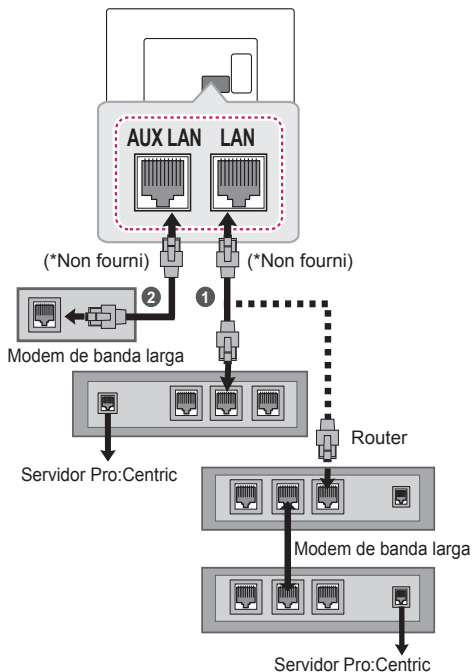 AUX LAN LAN
(*Non fourni) (*Non fourni)
2 1
Modem de banda larga
Router
Servidor Pro:Centric
Modem de banda larga
Servidor Pro:Centric